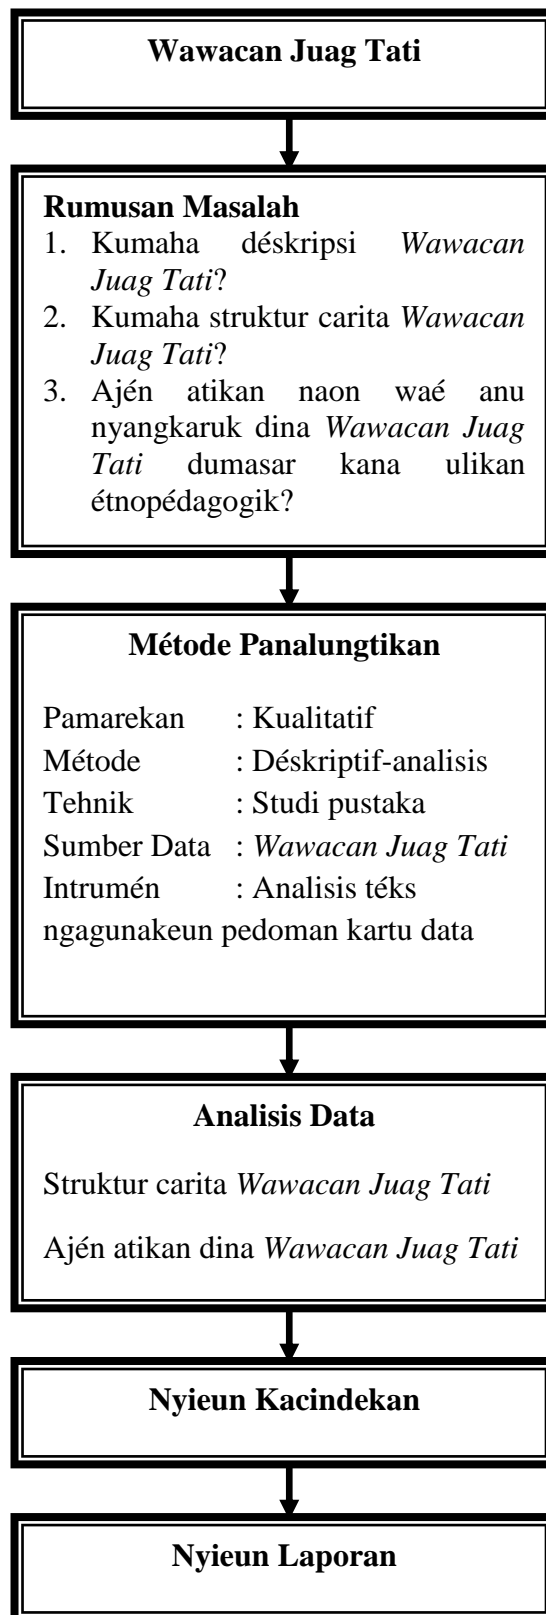 Wawacan Juag Tati
Rumusan Masalah
1. Kumaha déskripsi Wawacan
Juag Tati?
2. Kumaha struktur carita Wawacan
Juag Tati?
3. Ajén atikan naon waé anu
nyangkaruk dina Wawacan Juag
Tati dumasar kana ulikan
étnopédagogik?
Métode Panalungtikan
Pamarekan : Kualitatif
Métode : Déskriptif-analisis
Tehnik : Studi pustaka
Sumber Data : Wawacan Juag Tati
Intrumén : Analisis téks
ngagunakeun pedoman kartu data
Analisis Data
Struktur carita Wawacan Juag Tati
Ajén atikan dina Wawacan Juag Tati
Nyieun Kacindekan
Nyieun Laporan